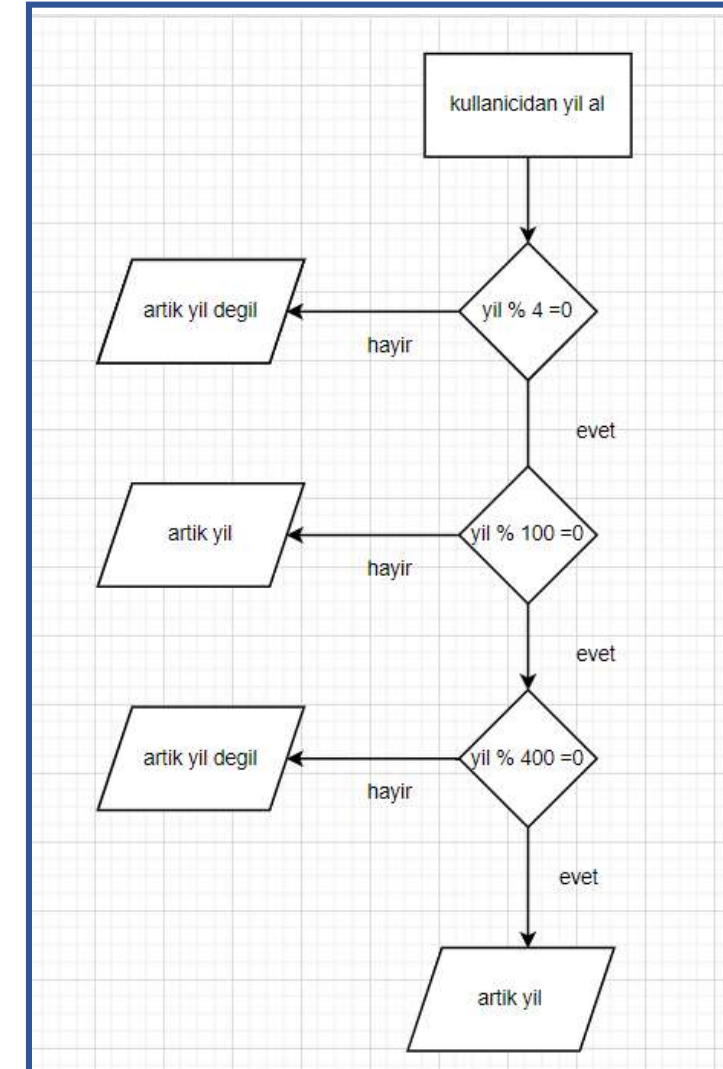 kullanicidan yil al
artik yil degil
yil % 4 =0
hayir
evet
artik yil
yil % 100 =0
hayir
evet
artik yil degil
yil % 400 =0
hayir
evet
artik yil